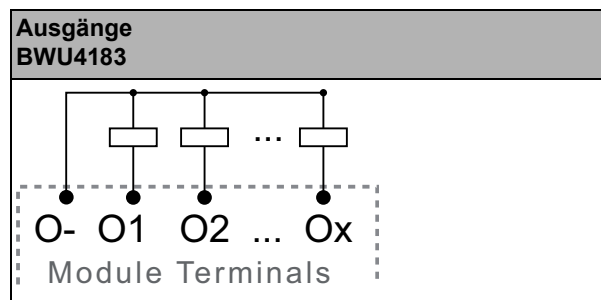 Ausgänge
BWU4183
...
O- O1 O2 ... Ox
Module Terminals